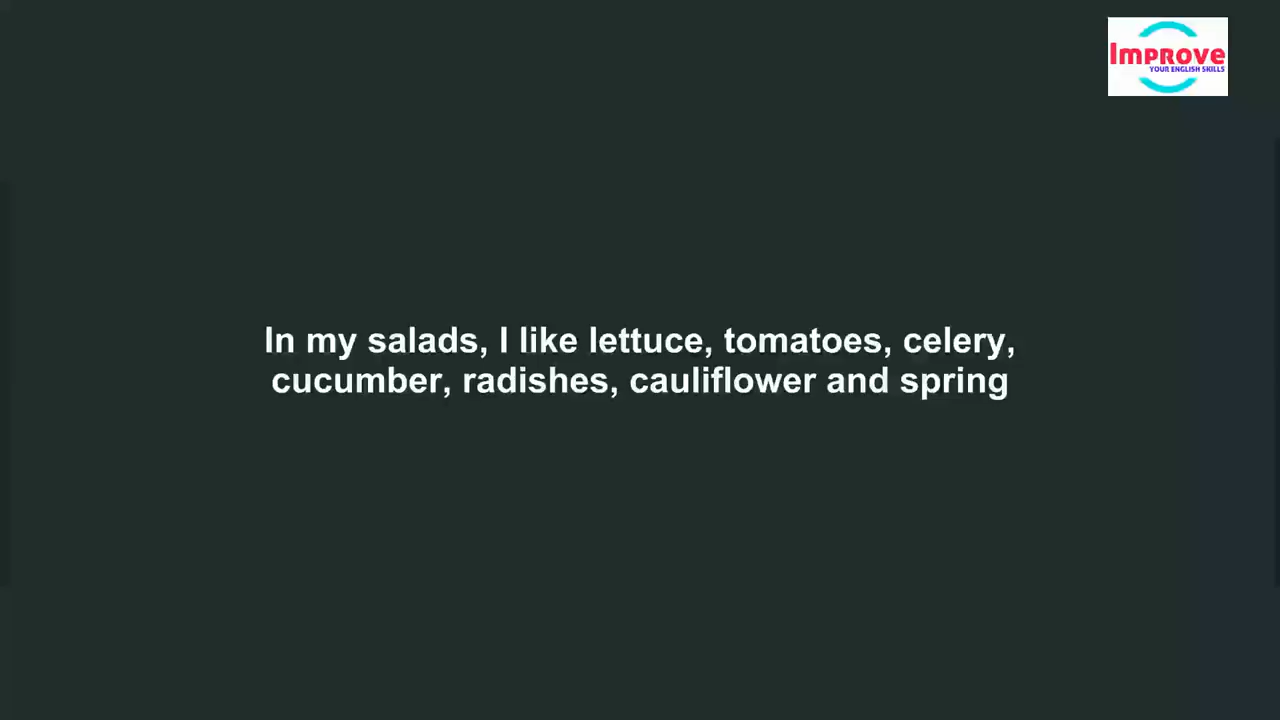 Improve
YOUR ENGLISH SKILLS
In my salads, I like lettuce, tomatoes, celery,
cucumber, radishes, cauliflower and spring